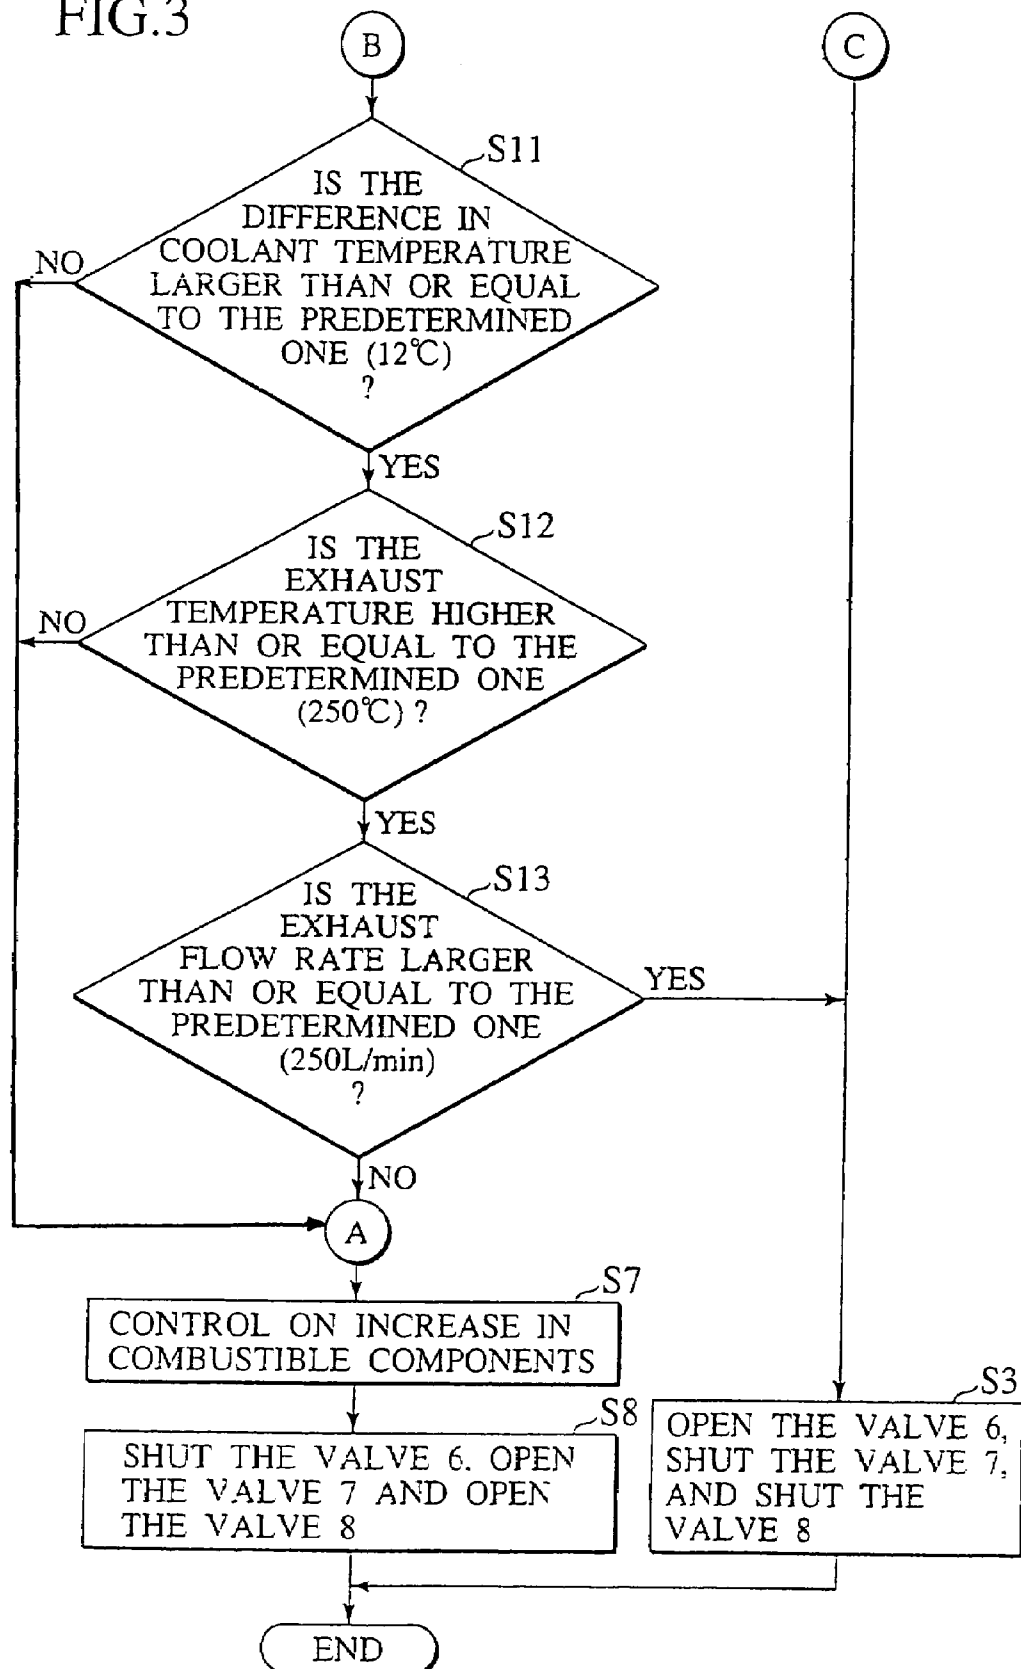 FIG.3
B
C
S11
IS THE
DIFFERENCE IN
COOLANT TEMPERATURE
LARGER THAN OR EQUAL
TO THE PREDETERMINED
ONE (12℃)
?
NO
YES
S12
IS THE
EXHAUST
TEMPERATURE HIGHER
THAN OR EQUAL TO THE
PREDETERMINED ONE
(250℃) ?
NO
YES
S13
IS THE
EXHAUST
FLOW RATE LARGER
THAN OR EQUAL TO THE
PREDETERMINED ONE
(250L/min)
?
YES
NO
A
S7
CONTROL ON INCREASE IN
COMBUSTIBLE COMPONENTS
S8
SHUT THE VALVE 6. OPEN
THE VALVE 7 AND OPEN
THE VALVE 8
S3
OPEN THE VALVE 6,
SHUT THE VALVE 7,
AND SHUT THE
VALVE 8
END